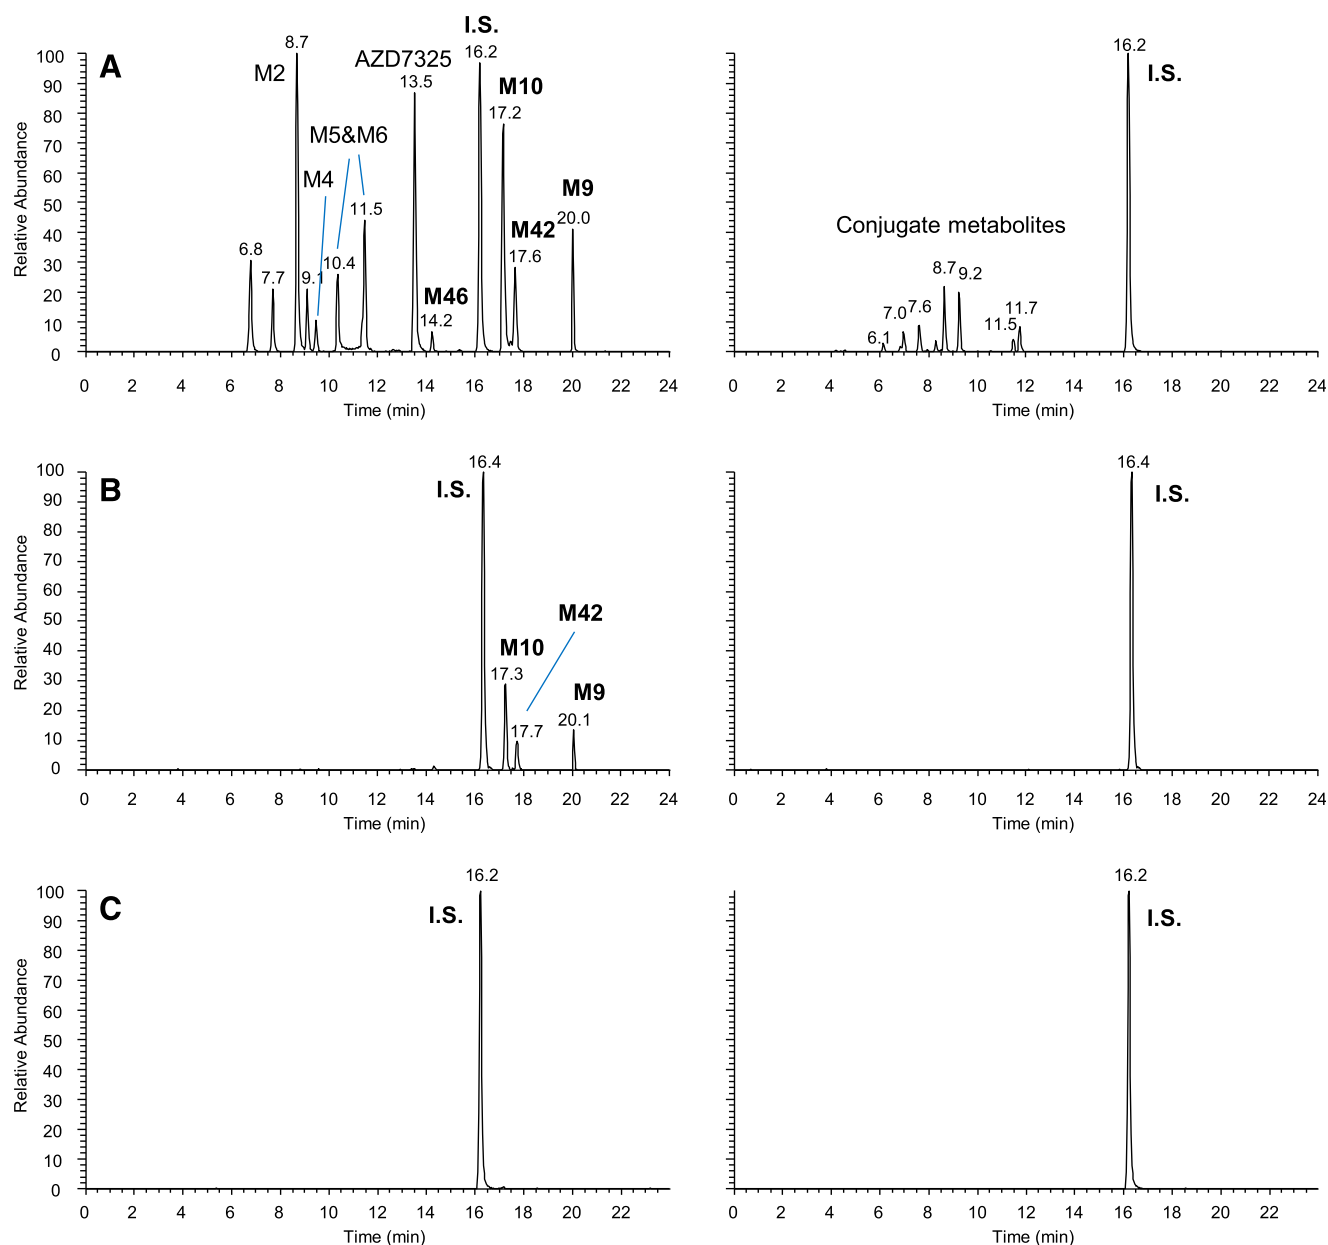 A
I.S.
8.7
AZD7325
16.2
M2
13.5
M10
17.2
M5&M6
M4
M9
11.5
20.0
M42
6.8
17.6
10.4
7.7
9.1
M46
14.2
100
90
80
70
60
50
40
30
20
10
0
Relative Abundance
0 2 4 6 8 10 12 14 16 18 20 22 24
Time (min)
16.2
I.S.
Conjugate metabolites
8.7
9.2
7.0
7.6
11.7
11.5
6.1
0 2 4 6 8 10 12 14 16 18 20 22 24
Time (min)
B
16.4
I.S.
M42
M10
17.3
M9
20.1
17.7
100
90
80
70
60
50
40
30
20
10
0
Relative Abundance
0 2 4 6 8 10 12 14 16 18 20 22 24
Time (min)
16.4
I.S.
0 2 4 6 8 10 12 14 16 18 20 22 24
Time (min)
C
16.2
I.S.
100
90
80
70
60
50
40
30
20
10
0
Relative Abundance
0 2 4 6 8 10 12 14 16 18 20 22
Time (min)
16.2
I.S.
0 2 4 6 8 10 12 14 16 18 20 22
Time (min)